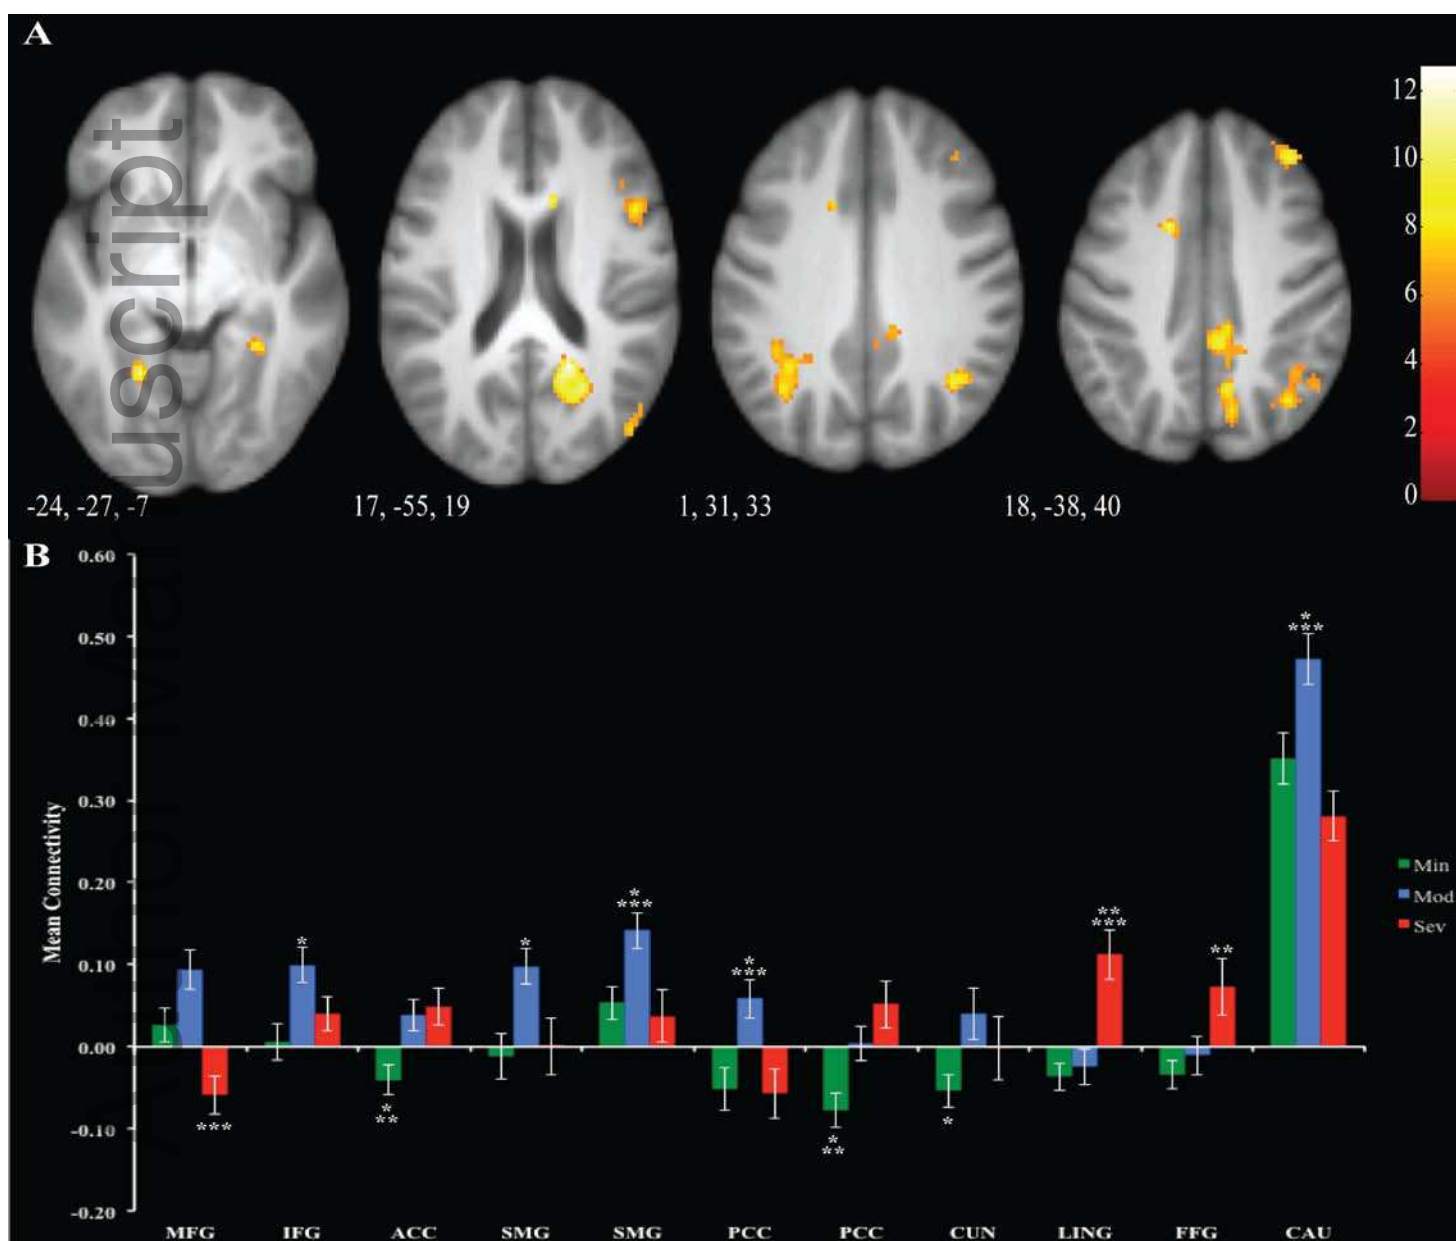 A
12
10
8
6
4
2
0
-24, -27, -7
17, -55, 19
1, 31, 33
18, -38, 40
B
0.60
0.50
0.40
0.30
0.20
0.10
0.00
-0.10
-0.20
Mean Connectivity
*
***
*
*
***
*
***
**
***
**
*
***
***
*
**
*
**
*
Min
Mod
Sev
MFG IFG ACC SMG SMG PCC PCC CUN LING FFG CAU
Author Manuscript